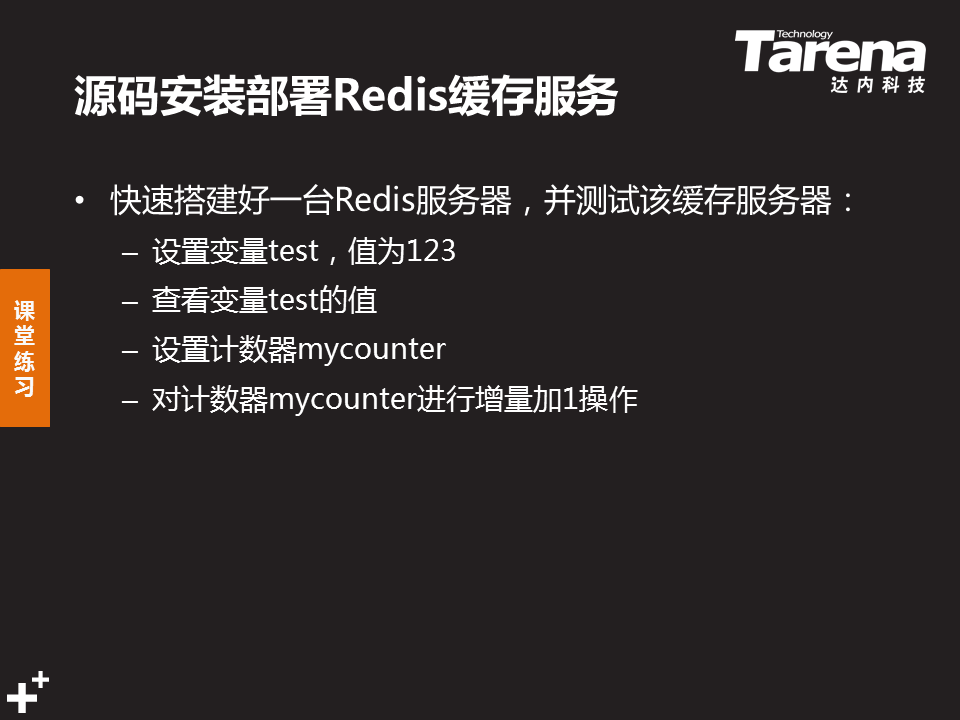 Technology
Tarena
达内科技
源码安装部署Redis缓存服务
• 快速搭建好一台Redis服务器，并测试该缓存服务器：
– 设置变量test，值为123
– 查看变量test的值
– 设置计数器mycounter
– 对计数器mycounter进行增量加1操作
课
堂
练
习